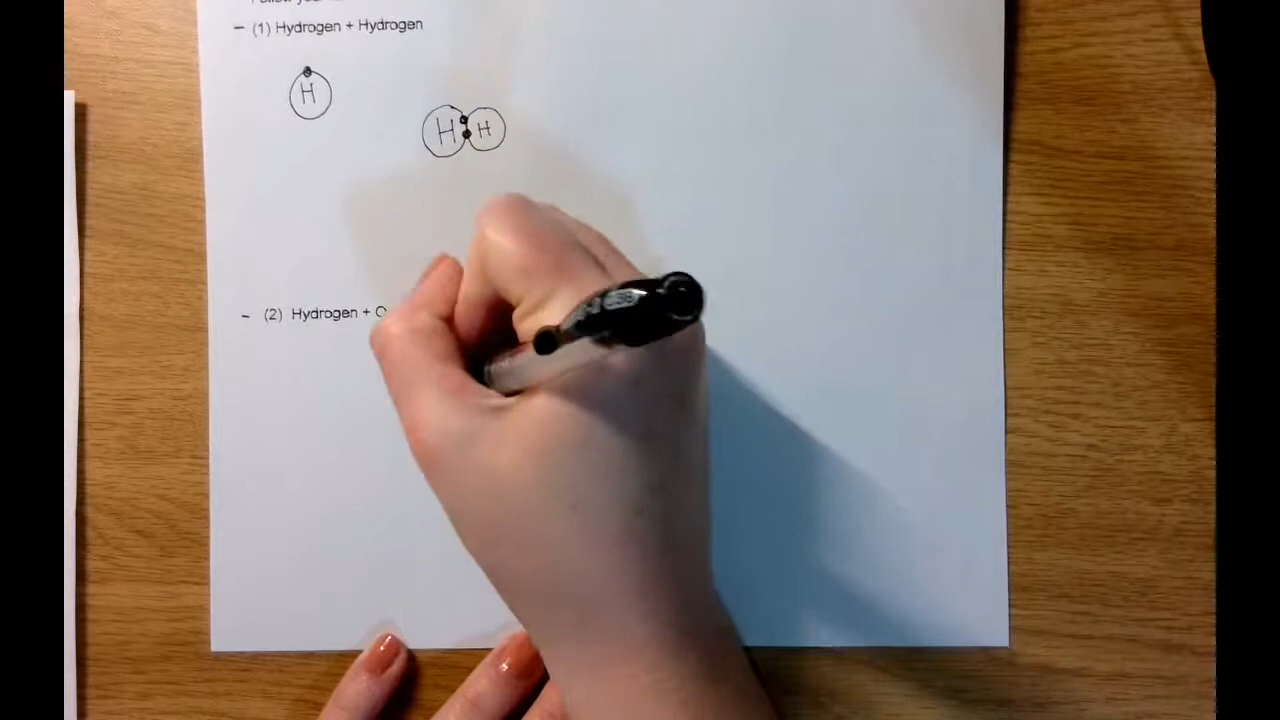 - (1) Hydrogen + Hydrogen
H
H H
- (2) Hydrogen +